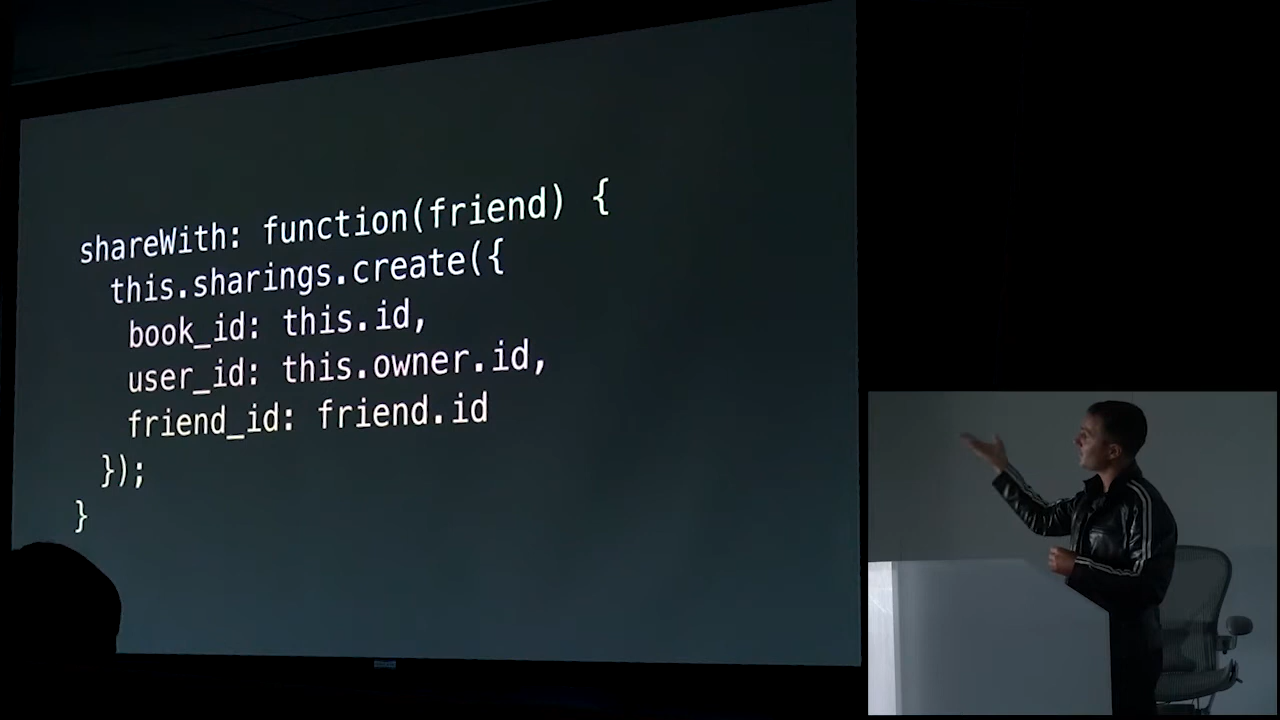 shareWith: function(friend) {
this.sharings.create({
book_id: this.id,
user_id: this.owner.id,
friend_id: friend.id
});
}